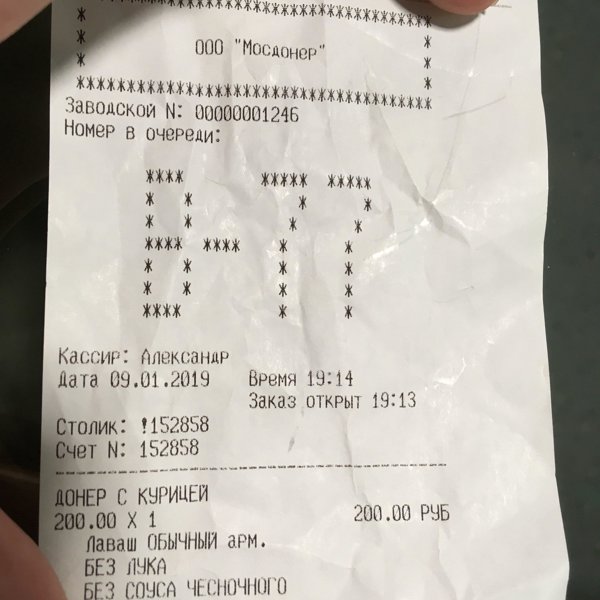 ООО "Мосдонер"
Заводской N: 00000001246
Номер в очереди:
В-77
Кассир: Александр
Дата 09.01.2019 Время 19:14
Заказ открыт 19:13
Столик: !152858
Счет N: 152858
ДОНЕР С КУРИЦЕЙ
200.00 X 1 200.00 РУБ
Лаваш ОБЫЧНЫЙ арм.
БЕЗ ЛУКА
БЕЗ СОУСА ЧЕСНОЧНОГО